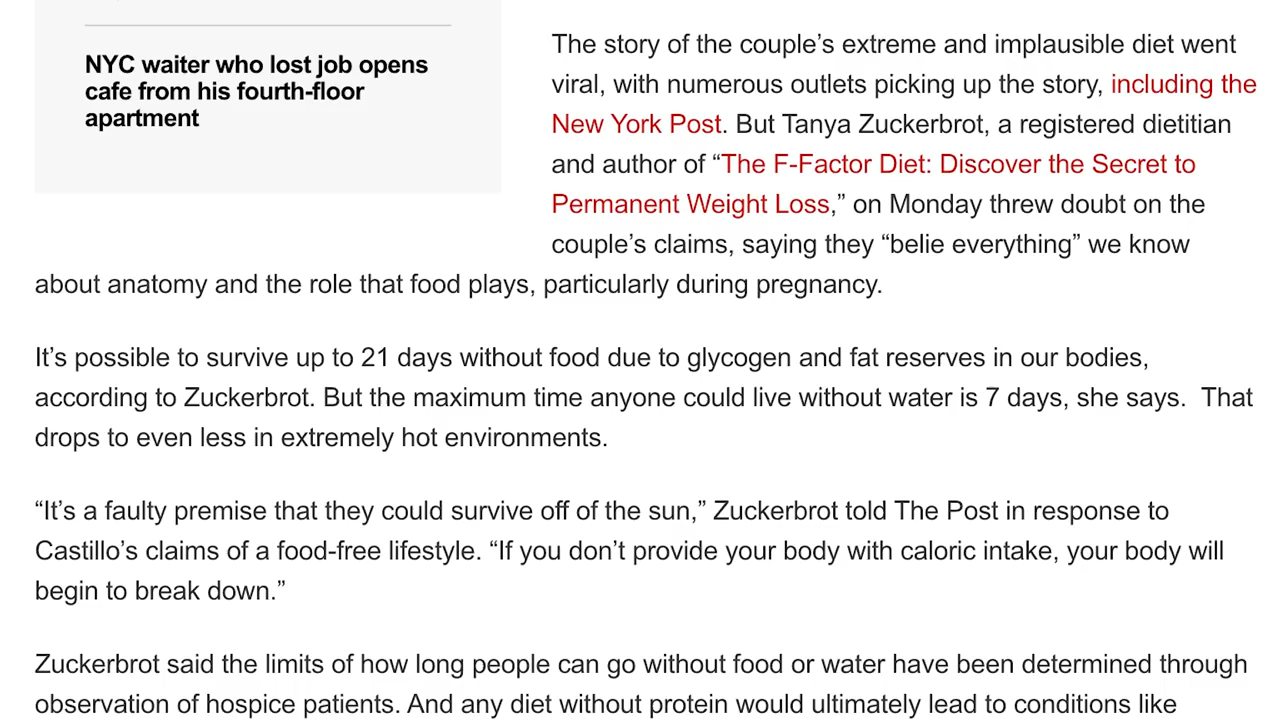 NYC waiter who lost job opens
cafe from his fourth-floor
apartment
The story of the couple’s extreme and implausible diet went
viral, with numerous outlets picking up the story, including the
New York Post. But Tanya Zuckerbrot, a registered dietitian
and author of “The F-Factor Diet: Discover the Secret to
Permanent Weight Loss,” on Monday threw doubt on the
couple’s claims, saying they “belie everything” we know
about anatomy and the role that food plays, particularly during pregnancy.
It’s possible to survive up to 21 days without food due to glycogen and fat reserves in our bodies,
according to Zuckerbrot. But the maximum time anyone could live without water is 7 days, she says.  That
drops to even less in extremely hot environments.
“It’s a faulty premise that they could survive off of the sun,” Zuckerbrot told The Post in response to
Castillo’s claims of a food-free lifestyle. “If you don’t provide your body with caloric intake, your body will
begin to break down.”
Zuckerbrot said the limits of how long people can go without food or water have been determined through
observation of hospice patients. And any diet without protein would ultimately lead to conditions like